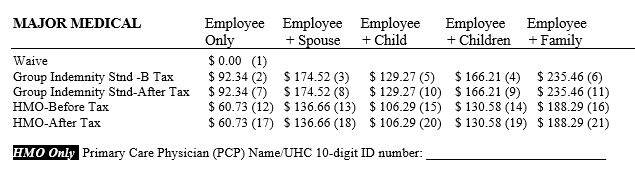 MAJOR MEDICAL Employee Employee Employee Employee Employee
Only + Spouse + Child + Children + Family
Waive $ 0.00 (1)
Group Indemnity Stnd -B Tax $ 92.34 (2) $ 174.52 (3) $ 129.27 (5) $ 166.21 (4) $ 235.46 (6)
Group Indemnity Stnd-After Tax $ 92.34 (7) $ 174.52 (8) $ 129.27 (10) $ 166.21 (9) $ 235.46 (11)
HMO-Before Tax $ 60.73 (12) $ 136.66 (13) $ 106.29 (15) $ 130.58 (14) $ 188.29 (16)
HMO-After Tax $ 60.73 (17) $ 136.66 (18) $ 106.29 (20) $ 130.58 (19) $ 188.29 (21)
HMO Only Primary Care Physician (PCP) Name/UHC 10-digit ID number: